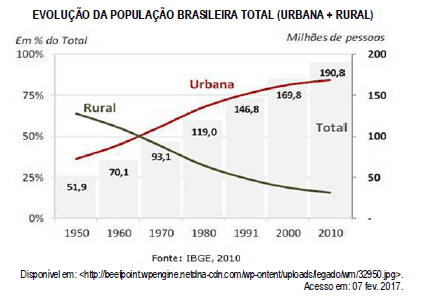 EVOLUÇÃO DA POPULAÇÃO BRASILEIRA TOTAL (URBANA + RURAL)
Em % do Total
Milhões de pessoas
100%
75%
50%
25%
0%
200
150
100
50
-
Urbana
Rural
Total
51,9
70,1
93,1
119,0
146,8
169,8
190,8
1950
1960
1970
1980
1991
2000
2010
Fonte: IBGE, 2010
Disponível em: <http://beefpoint.wpengine.netdna-cdn.com/wp-ontent/uploads/legado/wm/32950.jpg>.
Acesso em: 07 fev. 2017.